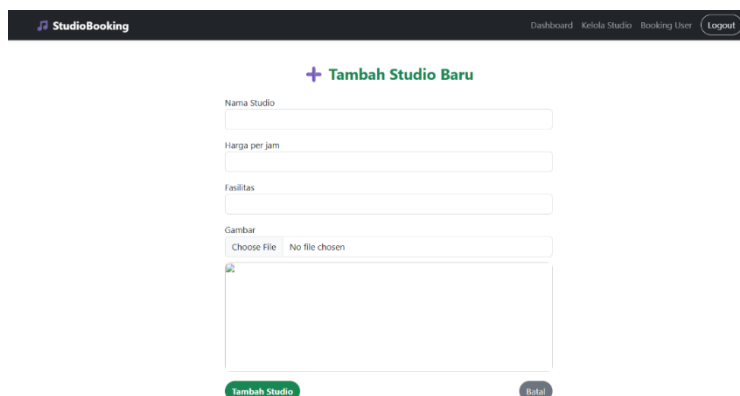 StudioBooking
Dashboard Kelola Studio Booking User Logout
Tambah Studio Baru
Nama Studio
Harga per jam
Fasilitas
Gambar
Choose File No file chosen
Tambah Studio Batal